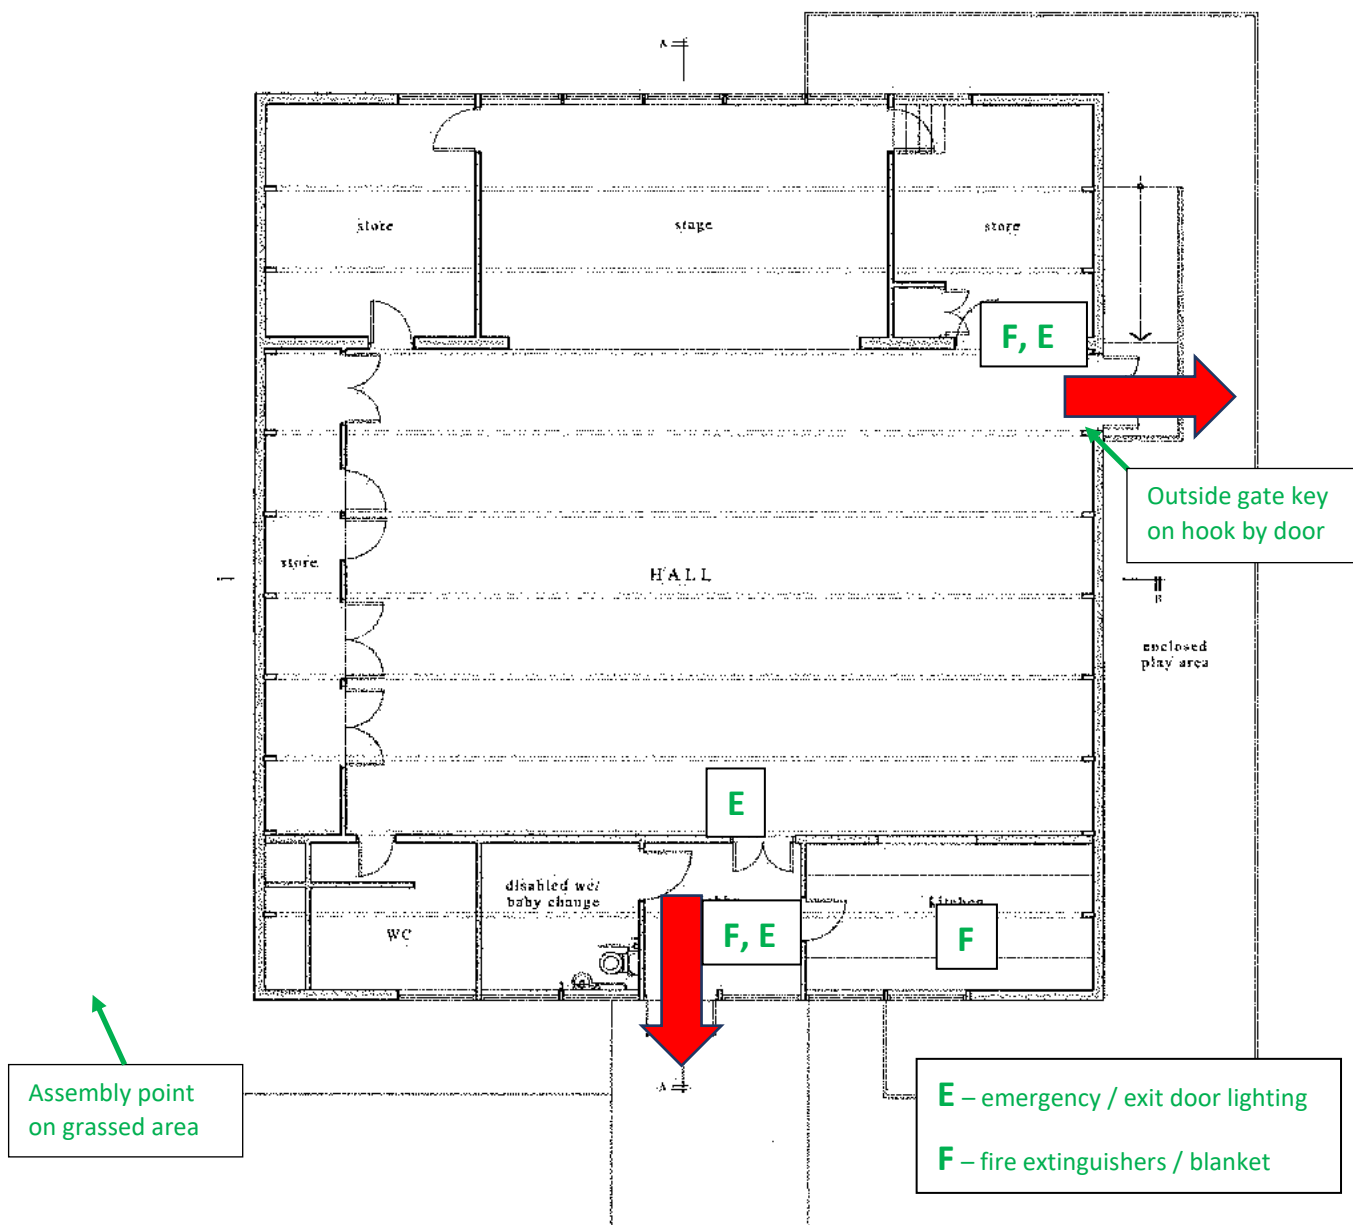 A
store
stage
store
F, E
Outside gate key
on hook by door
store
HALL
B
enclosed
play area
E
disabled wc/
baby change
kitchen
WC
F, E
F
Assembly point
on grassed area
A
E – emergency / exit door lighting
F – fire extinguishers / blanket